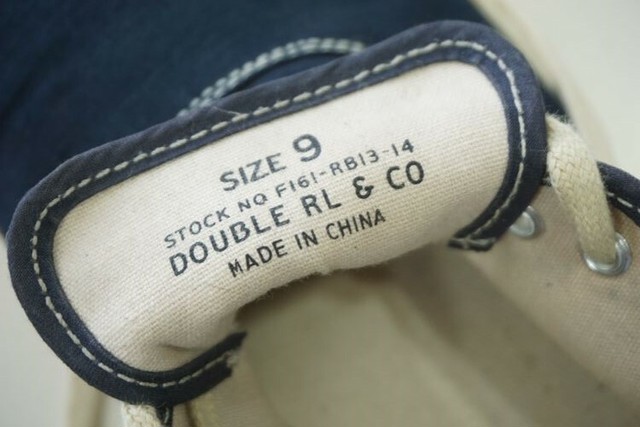 SIZE 9
STOCK NO F161-RB13-14
DOUBLE RL & CO
MADE IN CHINA